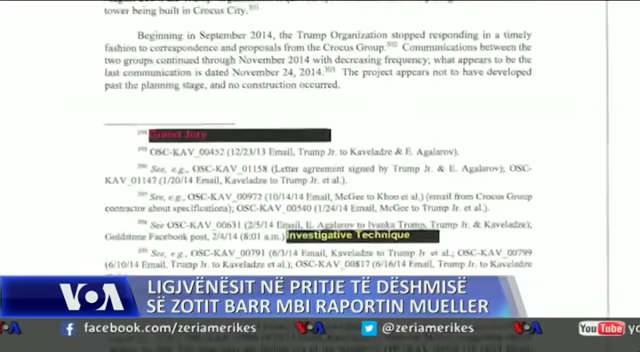 tower being built in Crocus City.
Beginning in September 2014, the Trump Organization stopped responding in a timely
fashion to correspondence and proposals from the Crocus Group.302 Communications between the
two groups continued through November 2014 with decreasing frequency; what appears to be the
last communication is dated November 24, 2014.303 The project appears not to have developed
past the planning stage, and no construction occurred.
Grand Jury
OSC-KAV_00452 (12/23/13 Email, Trump Jr. to Kaveladze & E. Agalarov).
See, e.g., OSC-KAV_01158 (Letter agreement signed by Trump Jr. & E. Agalarov); OSC-
KAV_01147 (1/20/14 Email, Kaveladze to Trump Jr. et al.).
See, e.g., OSC-KAV_00972 (10/14/14 Email, McGee to Khoo et al.) (email from Crocus Group
contractor about specifications); OSC-KAV_00540 (1/24/14 Email, McGee to Trump Jr. et al.).
See OSC-KAV_00631 (2/5/14 Email, E. Agalarov to Ivanka Trump, Trump Jr. & Kaveladze);
Goldstone Facebook post, 2/4/14 (8:01 a.m.) Investigative Technique
See, e.g., OSC-KAV_00791 (6/3/14 Email, Kaveladze to Trump Jr. et al.; OSC-KAV_00799
(6/10/14 Email, Trump Jr. to Kaveladze et al.); OSC-KAV_00817 (6/16/14 Email, Trump Jr. to Kaveladze
VOA
LIGJVËNËSIT NË PRITJE TË DËSHMISË
SË ZOTIT BARR MBI RAPORTIN MUELLER
VOA facebook.com/zeriamerikes VOA @zeriamerikes VOA YouTube